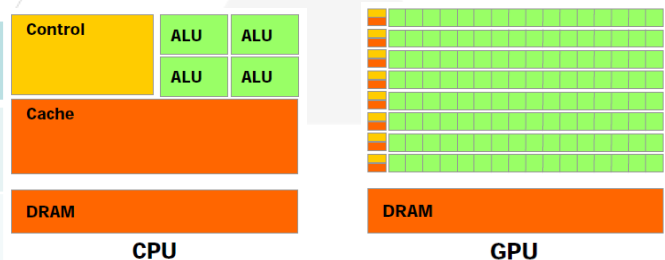 Control
ALU ALU
ALU ALU
Cache
DRAM
CPU
DRAM
GPU